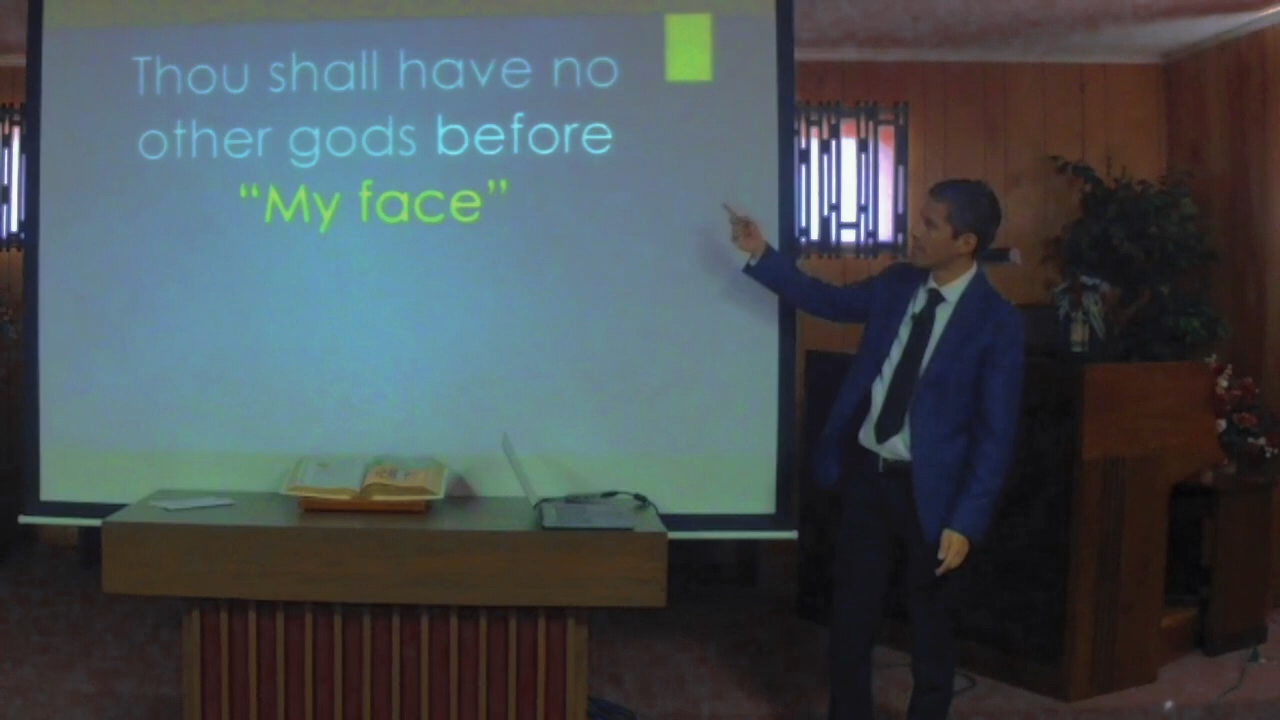 Thou shall have no
other gods before
“My face”